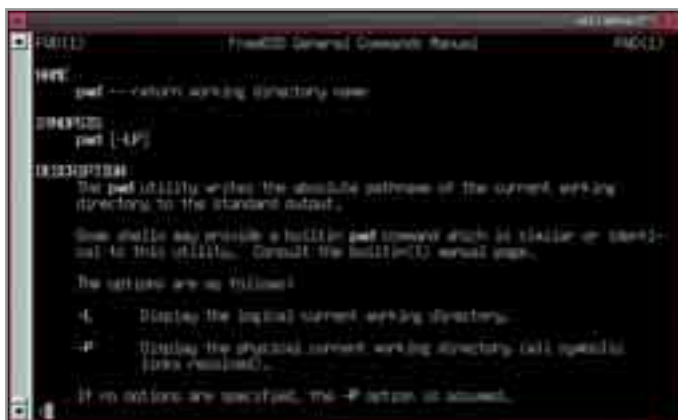 PWD(1) FreeBSD General Commands Manual PWD(1)
NAME
pwd -- return working directory name
SYNOPSIS
pwd [-LP]
DESCRIPTION
The pwd utility writes the absolute pathname of the current working
directory to the standard output.
Some shells may provide a builtin pwd command which is similar or identi-
cal to this utility. Consult the builtin(1) manual page.
The options are as follows:
-L Display the logical current working directory.
-P Display the physical current working directory (all symbolic
links resolved).
If no options are specified, the -P option is assumed.
: